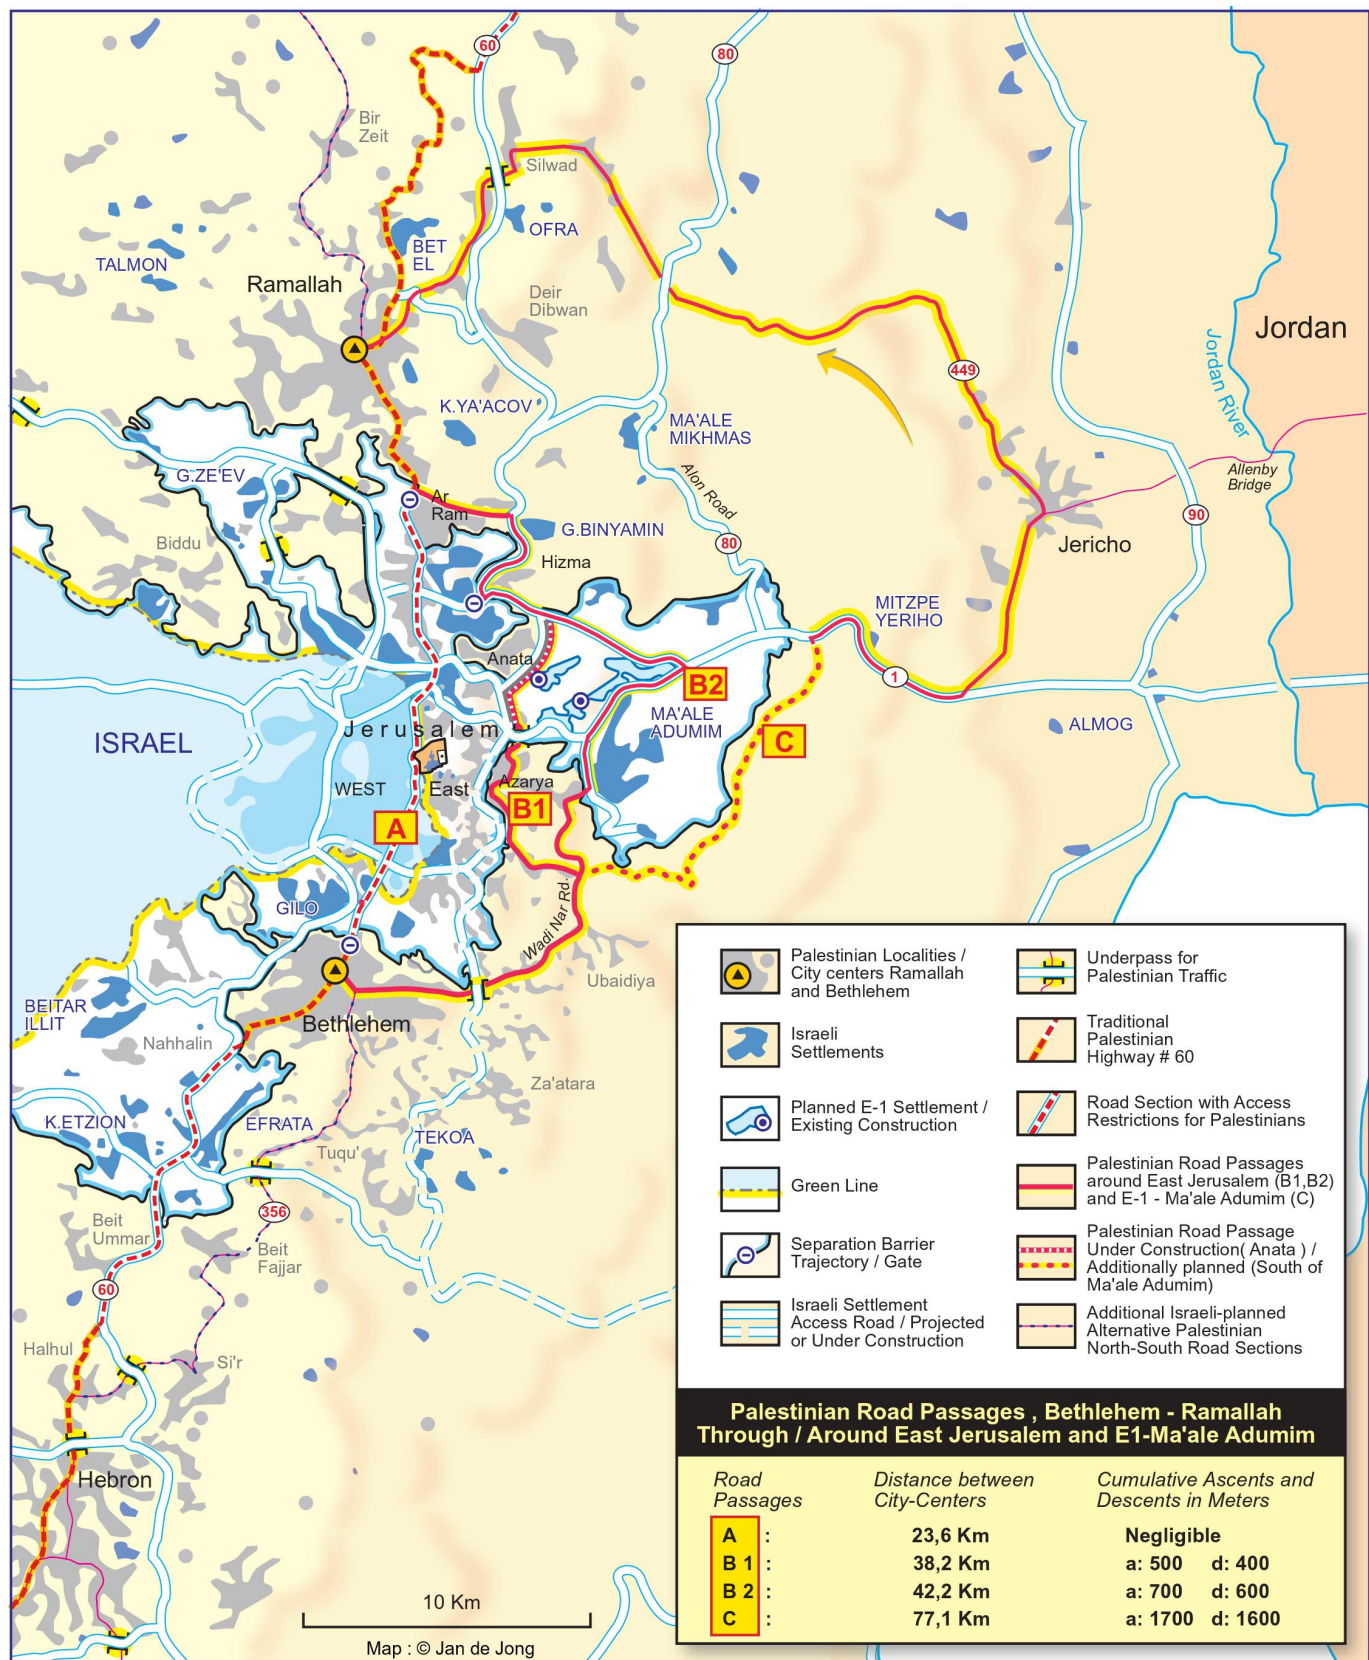 60
80
Bir
Zeit
Silwad
OFRA
BET
EL
TALMON
Ramallah
Deir
Dibwan
Jordan
Jordan River
449
K.YA'ACOV
MA'ALE
MIKHMAS
Alon Road
G.ZE'EV
Allenby
Bridge
Ar
Ram
90
G.BINYAMIN
Biddu
80
Jericho
Hizma
MITZPE
YERIHO
Anata
1
B2
MA'ALE
ADUMIM
ALMOG
Jerusalem
ISRAEL
C
WEST
East
Azarya
B1
A
GILO
Wadi Nar Rd.
Ubaidiya
BEITAR
ILLIT
Bethlehem
Nahhalin
Za'atara
K.ETZION
EFRATA
TEKOA
Tuqu'
356
Beit
Ummar
Beit
Fajjar
60
Halhul
Si'r
Hebron
10 Km
Map : © Jan de Jong
Palestinian Localities /
City centers Ramallah
and Bethlehem
Israeli
Settlements
Planned E-1 Settlement /
Existing Construction
Green Line
Separation Barrier
Trajectory / Gate
Israeli Settlement
Access Road / Projected
or Under Construction
Underpass for
Palestinian Traffic
Traditional
Palestinian
Highway # 60
Road Section with Access
Restrictions for Palestinians
Palestinian Road Passages
around East Jerusalem (B1,B2)
and E-1 - Ma'ale Adumim (C)
Palestinian Road Passage
Under Construction( Anata ) /
Additionally planned (South of
Ma'ale Adumim)
Additional Israeli-planned
Alternative Palestinian
North-South Road Sections
Palestinian Road Passages , Bethlehem - Ramallah
Through / Around East Jerusalem and E1-Ma'ale Adumim
Road Distance between Cumulative Ascents and
Passages City-Centers Descents in Meters
A : 23,6 Km Negligible
B 1 : 38,2 Km a: 500 d: 400
B 2 : 42,2 Km a: 700 d: 600
C : 77,1 Km a: 1700 d: 1600